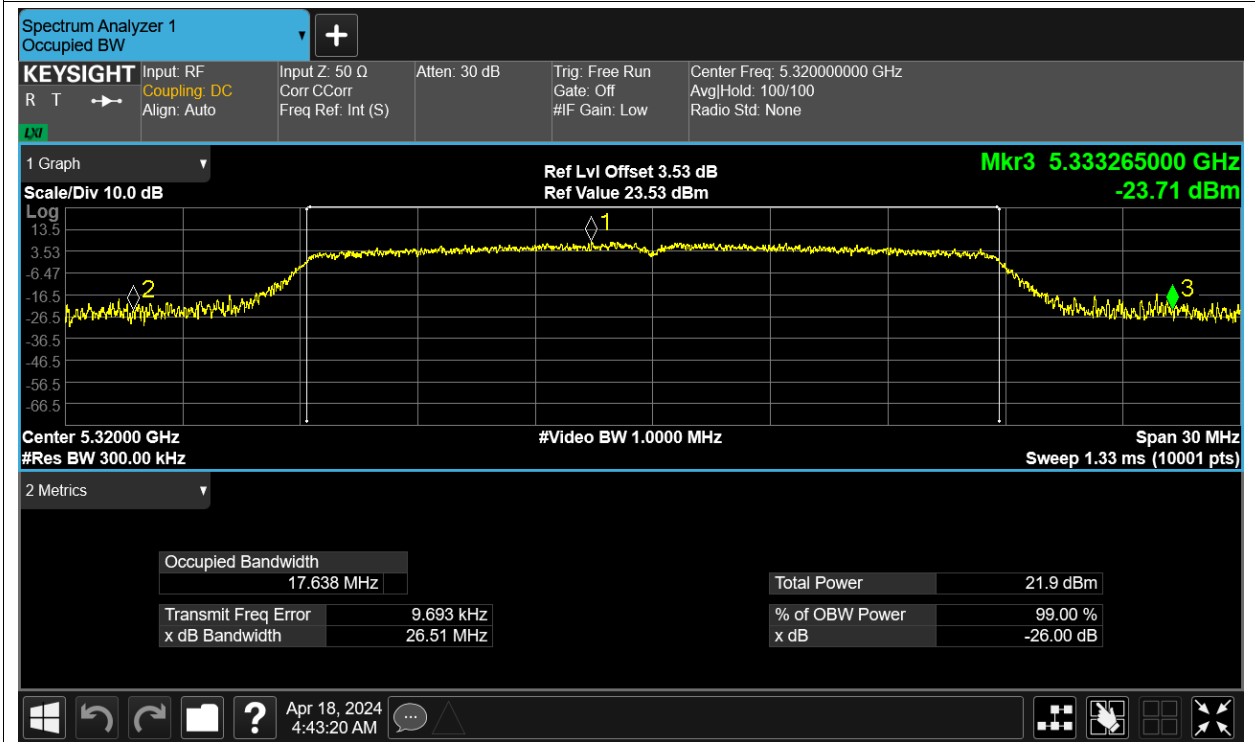 Spectrum Analyzer 1
Occupied BW
KEYSIGHT
R T
LXI
Input: RF
Coupling: DC
Align: Auto
Input Z: 50 Ω
Corr CCorr
Freq Ref: Int (S)
Atten: 30 dB
Trig: Free Run
Gate: Off
#IF Gain: Low
Center Freq: 5.320000000 GHz
Avg|Hold: 100/100
Radio Std: None
1 Graph
Scale/Div 10.0 dB
Ref Lvl Offset 3.53 dB
Ref Value 23.53 dBm
Mkr3 5.333265000 GHz
-23.71 dBm
Log
13.5
3.53
-6.47
-16.5
-26.5
-36.5
-46.5
-56.5
-66.5
1
2
3
Center 5.32000 GHz
#Res BW 300.00 kHz
#Video BW 1.0000 MHz
Span 30 MHz
Sweep 1.33 ms (10001 pts)
2 Metrics
Occupied Bandwidth
17.638 MHz
Transmit Freq Error 9.693 kHz
x dB Bandwidth 26.51 MHz
Total Power 21.9 dBm
% of OBW Power 99.00 %
x dB -26.00 dB
?
Apr 18, 2024
4:43:20 AM